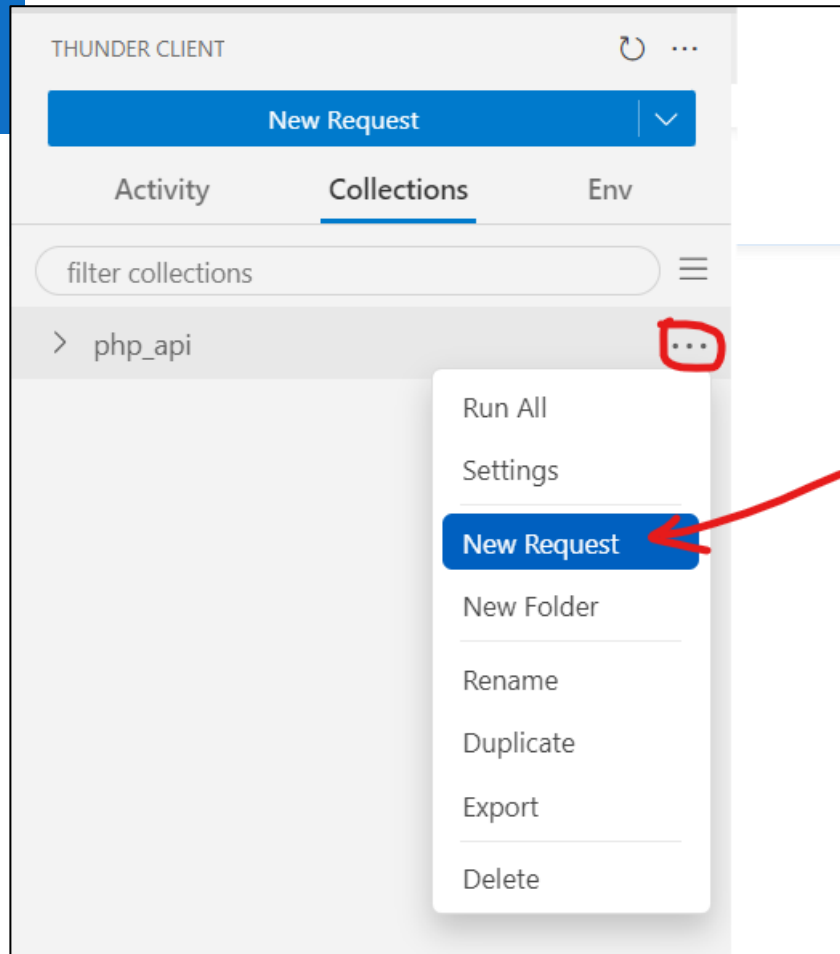 THUNDER CLIENT
New Request
Activity Collections Env
filter collections
php_api
Run All
Settings
New Request
New Folder
Rename
Duplicate
Export
Delete